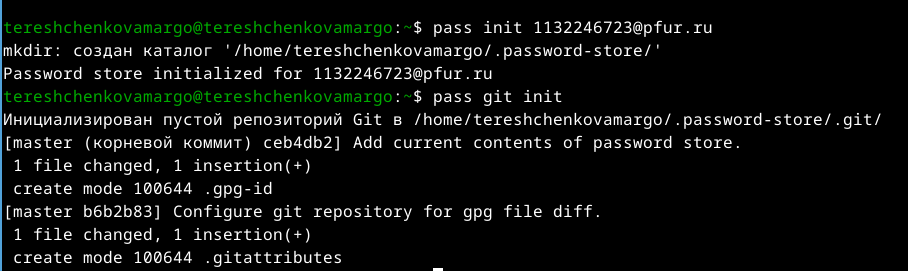 tereshchenkovamargo@tereshchenkovamargo:~$ pass init 1132246723@pfur.ru
mkdir: создан каталог '/home/tereshchenkovamargo/.password-store/'
Password store initialized for 1132246723@pfur.ru
tereshchenkovamargo@tereshchenkovamargo:~$ pass git init
Инициализирован пустой репозиторий Git в /home/tereshchenkovamargo/.password-store/.git/
[master (корневой коммит) ceb4db2] Add current contents of password store.
 1 file changed, 1 insertion(+)
 create mode 100644 .gpg-id
[master b6b2b83] Configure git repository for gpg file diff.
 1 file changed, 1 insertion(+)
 create mode 100644 .gitattributes